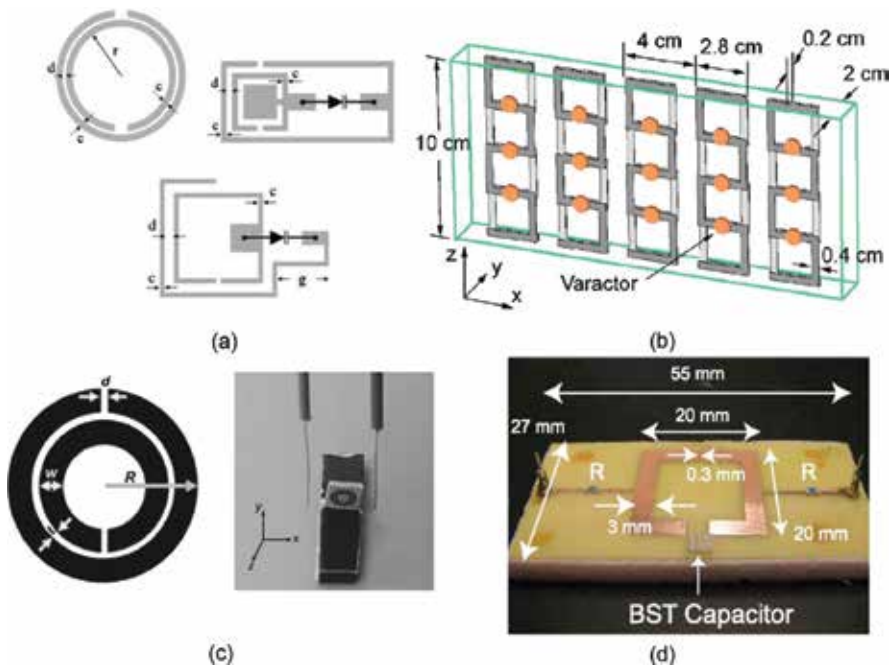 r
d
c
c
d
c
c
d
c
c
g
(a)
4 cm
2.8 cm
0.2 cm
2 cm
10 cm
0.4 cm
z
y
x
Varactor
(b)
d
w
R
y
x
z
(c)
55 mm
20 mm
27 mm
R
R
0.3 mm
3 mm
20 mm
BST Capacitor
(d)